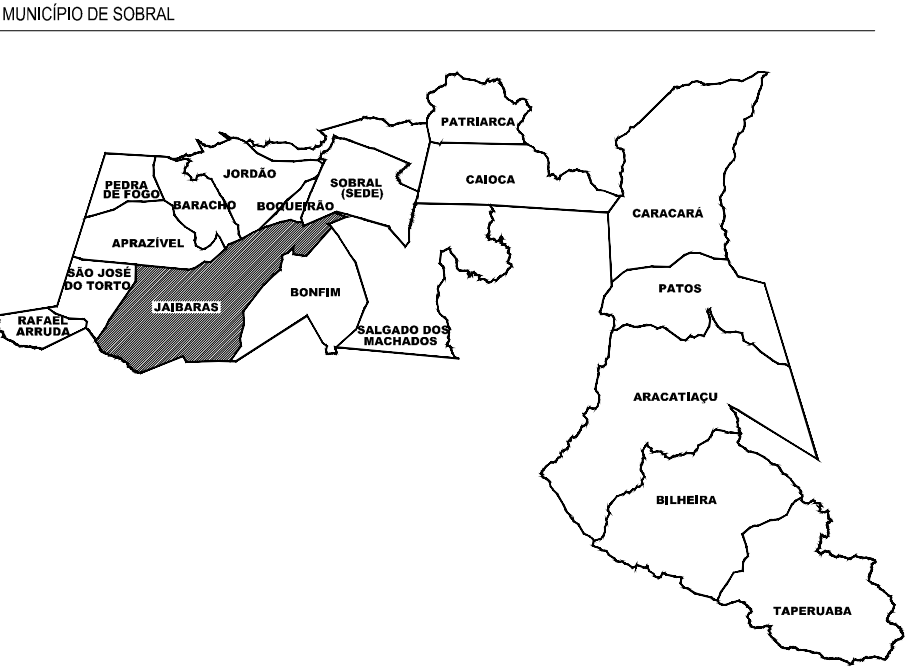 MUNICÍPIO DE SOBRAL
PATRIARCA
JORDÃO
CAIOCA
PEDRA
DE FOGO
SOBRAL
(SEDE)
BARACHO
BOQUEIRÃO
CARACARÁ
APRAZÍVEL
SÃO JOSÉ
DO TORTO
PATOS
BONFIM
JAIBARAS
RAFAEL
ARRUDA
SALGADO DOS
MACHADOS
ARACATIAÇU
BILHEIRA
TAPERUABA